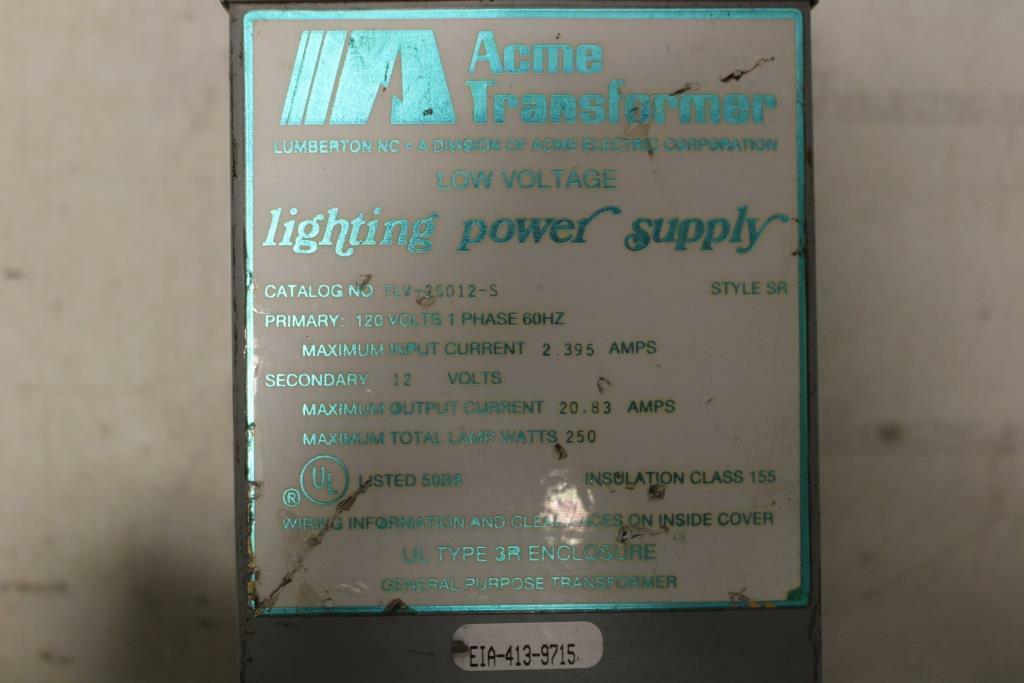 Acme
Transformer
LUMBERTON NC • A DIVISION OF ACME ELECTRIC CORPORATION
LOW VOLTAGE
lighting power supply
CATALOG NO TLV-25012-S STYLE SR
PRIMARY: 120 VOLTS 1 PHASE 60HZ
MAXIMUM INPUT CURRENT 2.395 AMPS
SECONDARY 12 VOLTS
MAXIMUM OUTPUT CURRENT 20.83 AMPS
MAXIMUM TOTAL LAMP WATTS 250
® UL LISTED INSULATION CLASS 155
WIRING INFORMATION AND CLEARANCES ON INSIDE COVER
UL TYPE 3R ENCLOSURE
GENERAL PURPOSE TRANSFORMER
EIA-413-9715